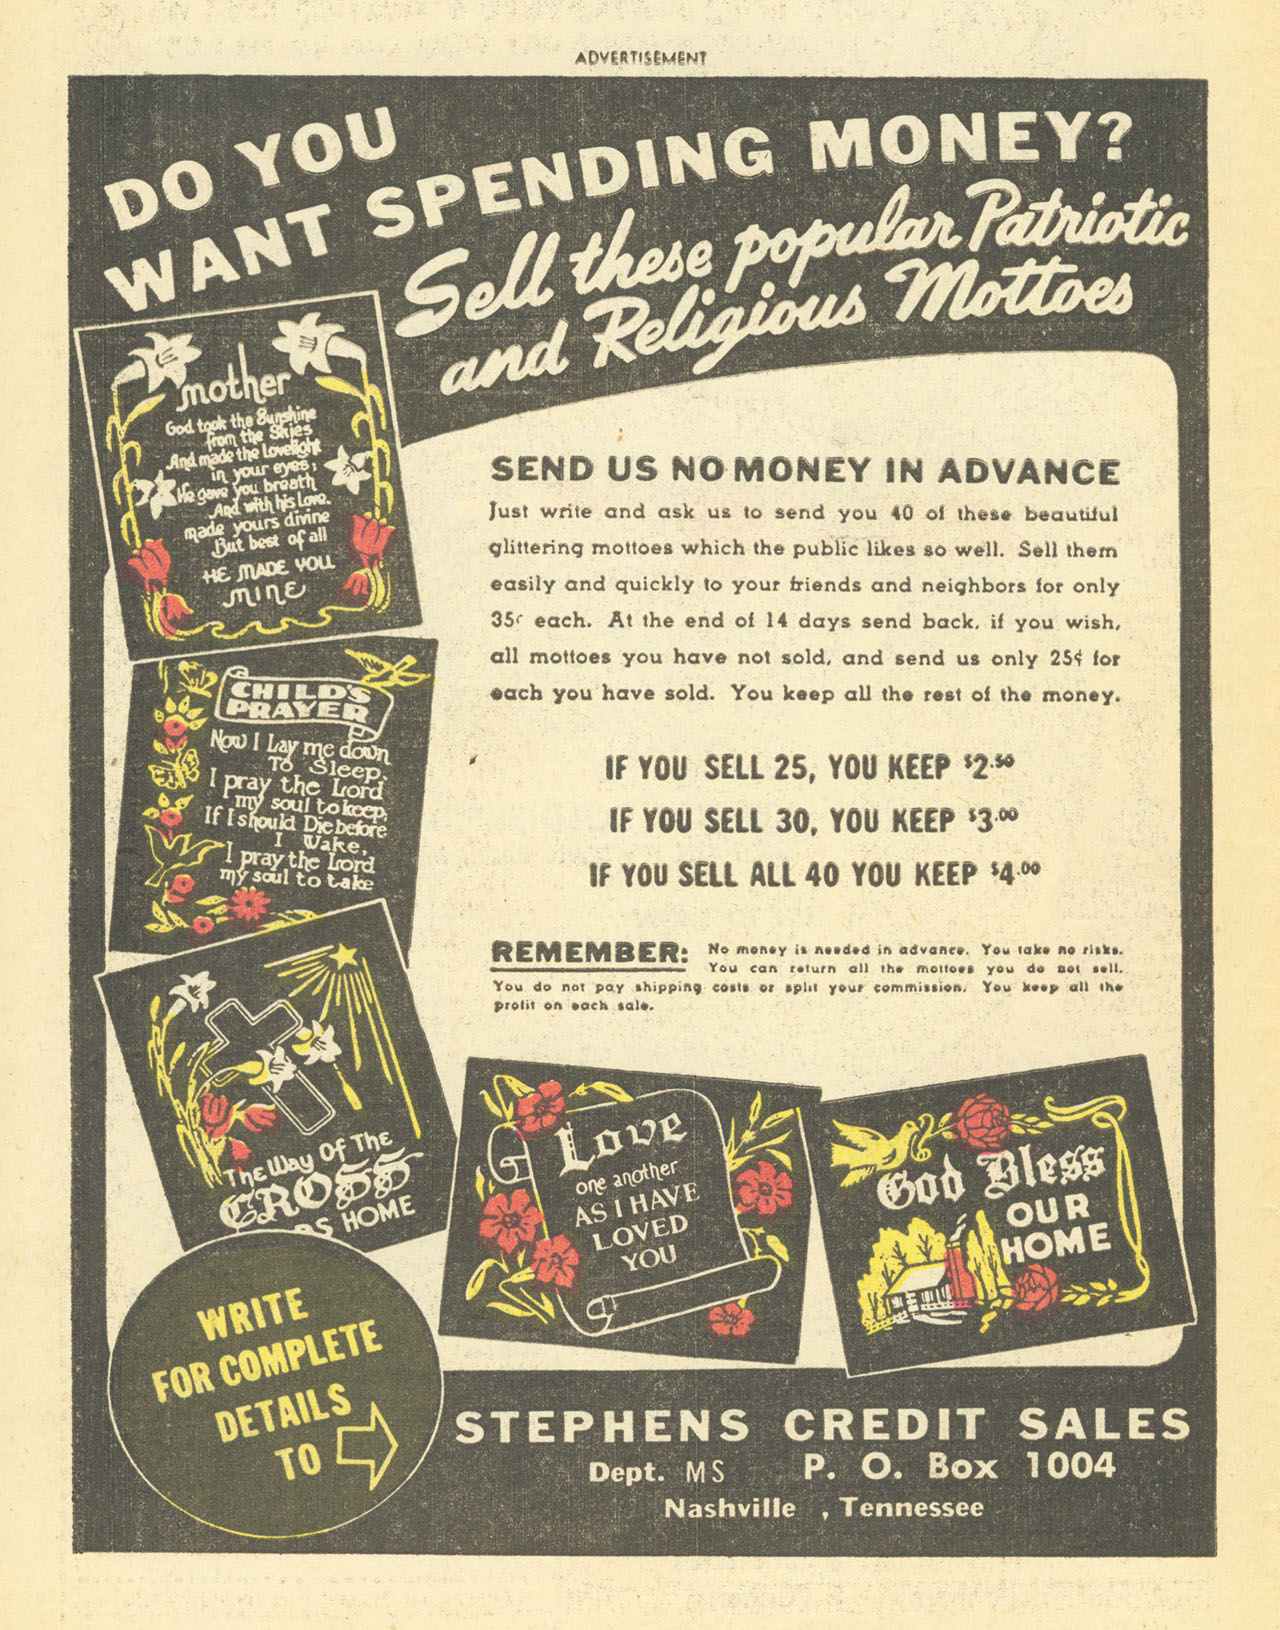 ADVERTISEMENT
DO YOU
WANT SPENDING MONEY?
Sell these popular Patriotic
and Religious Mottoes
mother
God took the Sunshine
from the Skies
And made the Lovelight
in your eyes;
He gave you breath
And with his Love.
made yours divine
But best of all
HE MADE YOU
MINE
CHILD'S
PRAYER
Now I Lay me down
To Sleep,
I pray the Lord
my soul to keep,
If I should Die before
I Wake,
I pray the Lord
my soul to take
The Way Of The
CROSS
DS HOME
SEND US NO MONEY IN ADVANCE
Just write and ask us to send you 40 of these beautiful
glittering mottoes which the public likes so well. Sell them
easily and quickly to your friends and neighbors for only
35¢ each. At the end of 14 days send back, if you wish,
all mottoes you have not sold, and send us only 25¢ for
each you have sold. You keep all the rest of the money.
IF YOU SELL 25, YOU KEEP $2.50
IF YOU SELL 30, YOU KEEP $3.00
IF YOU SELL ALL 40 YOU KEEP $4.00
REMEMBER: No money is needed in advance. You take no risks.
You can return all the mottoes you do not sell.
You do not pay shipping costs or split your commission. You keep all the
profit on each sale.
Love
one another
AS I HAVE
LOVED
YOU
God Bless
OUR
HOME
WRITE
FOR COMPLETE
DETAILS
TO
STEPHENS CREDIT SALES
Dept. MS P. O. Box 1004
Nashville , Tennessee